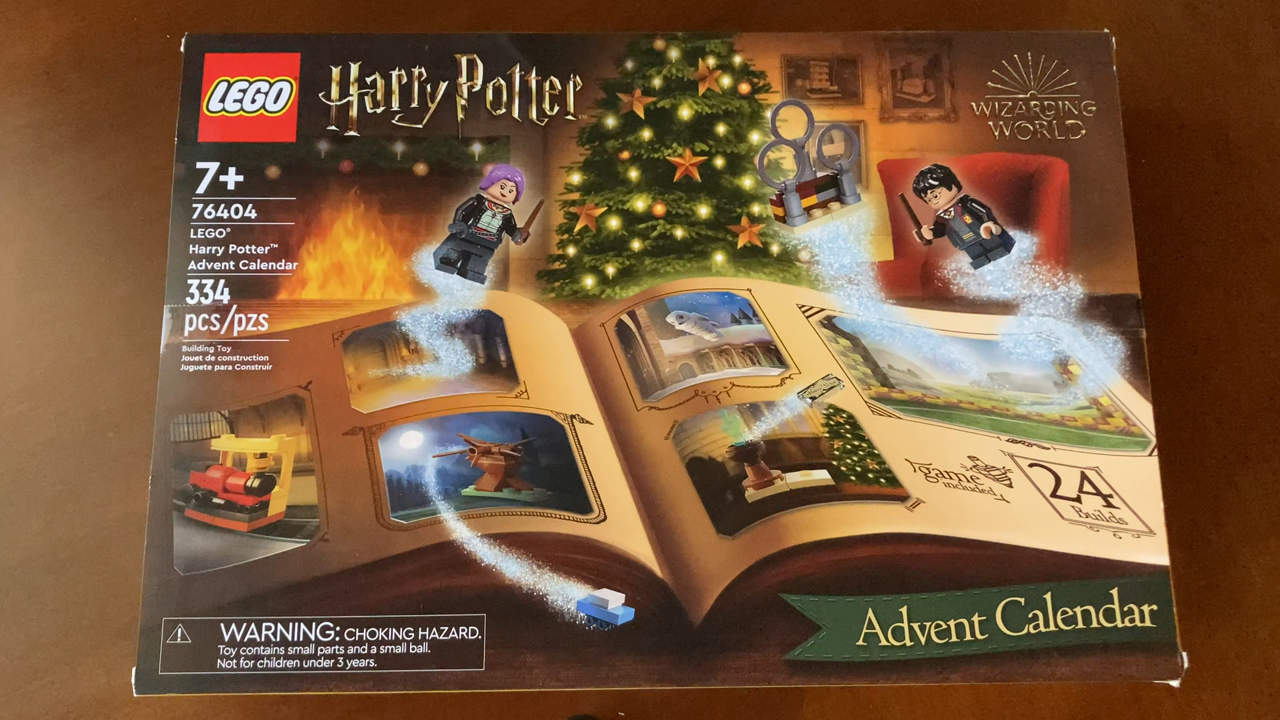 LEGO
Harry Potter™
WIZARDING
WORLD
7+
76404
LEGO®
Harry Potter™
Advent Calendar
334
pcs/pzs
Building Toy
Jouet de construction
Juguete para Construir
game
included
24
Builds
Advent Calendar
WARNING: CHOKING HAZARD.
Toy contains small parts and a small ball.
Not for children under 3 years.